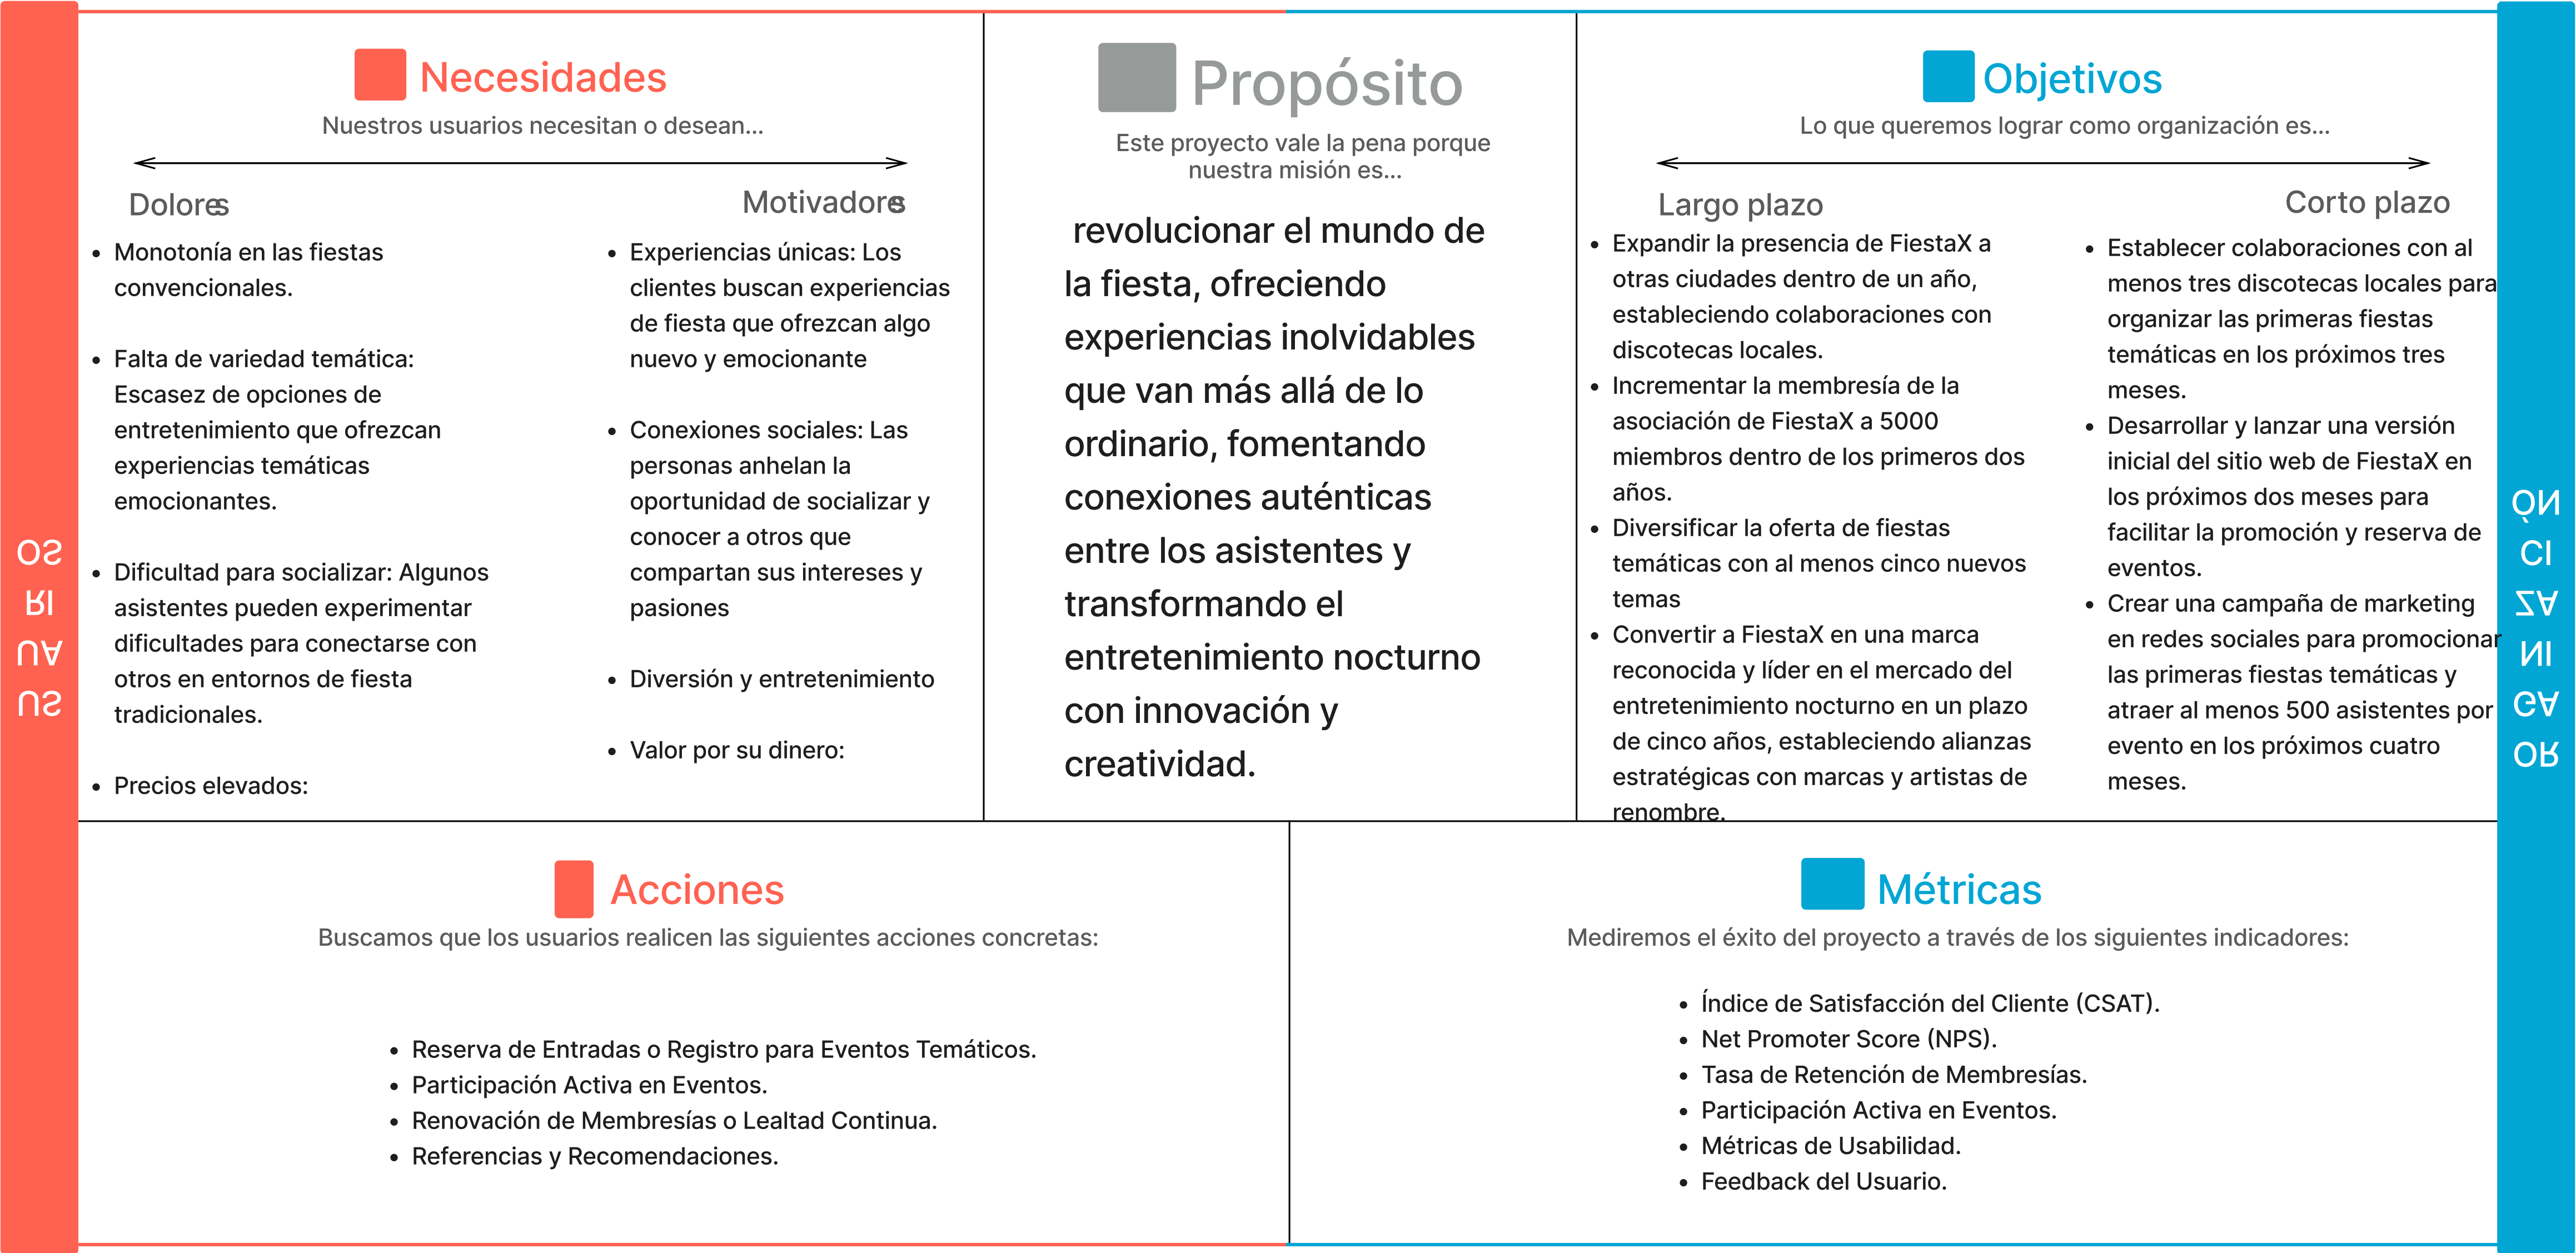 Necesidades
Nuestros usuarios necesitan o desean...
Dolores
Monotonía en las fiestas
convencionales.
Falta de variedad temática:
Escasez de opciones de
entretenimiento que ofrezcan
experiencias temáticas
emocionantes.
Dificultad para socializar: Algunos
asistentes pueden experimentar
dificultades para conectarse con
otros en entornos de fiesta
tradicionales.
Precios elevados:
Motivadores
Experiencias únicas: Los
clientes buscan experiencias
de fiesta que ofrezcan algo
nuevo y emocionante
Conexiones sociales: Las
personas anhelan la
oportunidad de socializar y
conocer a otros que
compartan sus intereses y
pasiones
Diversión y entretenimiento
Valor por su dinero:
Propósito
Este proyecto vale la pena porque
nuestra misión es...
revolucionar el mundo de
la fiesta, ofreciendo
experiencias inolvidables
que van más allá de lo
ordinario, fomentando
conexiones auténticas
entre los asistentes y
transformando el
entretenimiento nocturno
con innovación y
creatividad.
Objetivos
Lo que queremos lograr como organización es...
Largo plazo
Expandir la presencia de FiestaX a
otras ciudades dentro de un año,
estableciendo colaboraciones con
discotecas locales.
Incrementar la membresía de la
asociación de FiestaX a 5000
miembros dentro de los primeros dos
años.
Diversificar la oferta de fiestas
temáticas con al menos cinco nuevos
temas
Convertir a FiestaX en una marca
reconocida y líder en el mercado del
entretenimiento nocturno en un plazo
de cinco años, estableciendo alianzas
estratégicas con marcas y artistas de
renombre.
Corto plazo
Establecer colaboraciones con al
menos tres discotecas locales para
organizar las primeras fiestas
temáticas en los próximos tres
meses.
Desarrollar y lanzar una versión
inicial del sitio web de FiestaX en
los próximos dos meses para
facilitar la promoción y reserva de
eventos.
Crear una campaña de marketing
en redes sociales para promocionar
las primeras fiestas temáticas y
atraer al menos 500 asistentes por
evento en los próximos cuatro
meses.
US
UA
RI
OS
OR
GA
NI
ZA
CI
ÓN
Acciones
Buscamos que los usuarios realicen las siguientes acciones concretas:
Reserva de Entradas o Registro para Eventos Temáticos.
Participación Activa en Eventos.
Renovación de Membresías o Lealtad Continua.
Referencias y Recomendaciones.
Métricas
Mediremos el éxito del proyecto a través de los siguientes indicadores:
Índice de Satisfacción del Cliente (CSAT).
Net Promoter Score (NPS).
Tasa de Retención de Membresías.
Participación Activa en Eventos.
Métricas de Usabilidad.
Feedback del Usuario.